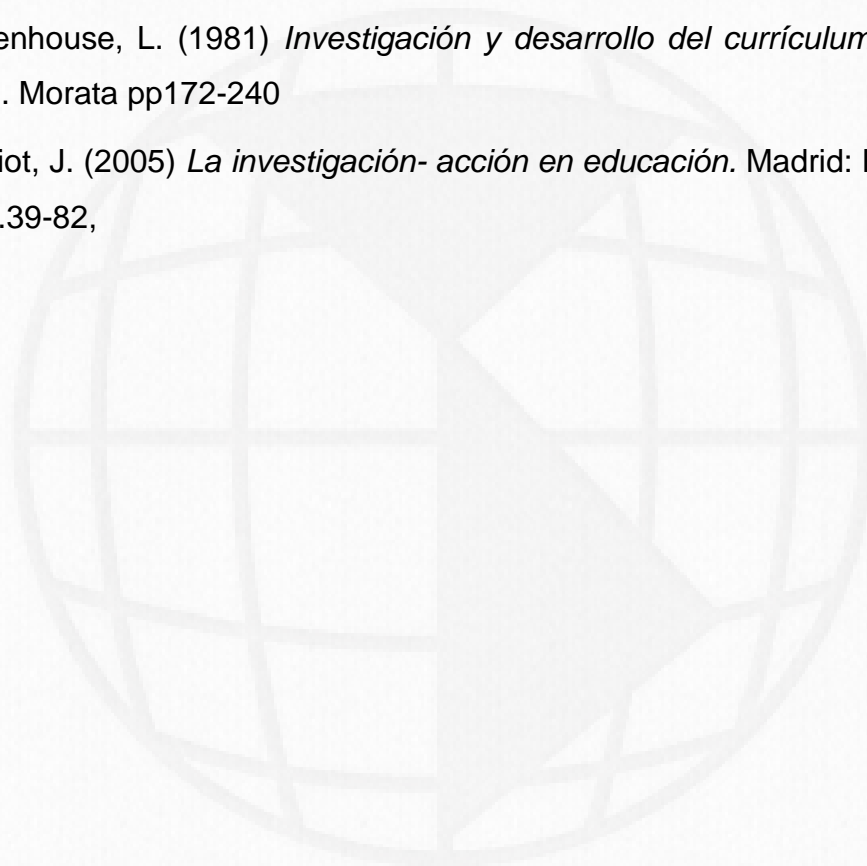 enhouse, L. (1981) Investigación y desarrollo del currículum
. Morata pp172-240
iot, J. (2005) La investigación- acción en educación. Madrid:
.39-82,